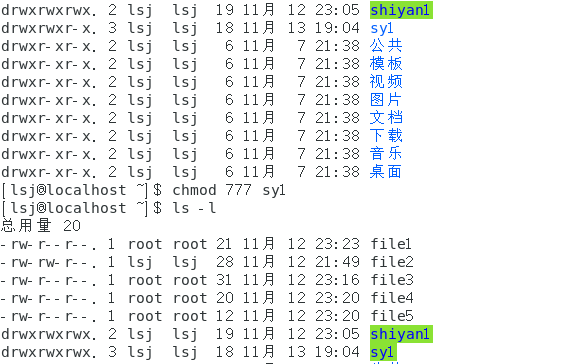 drwxrwxrwx. 2 lsj  lsj  19 11月  12 23:05 shiyan1
drwxrwxr-x. 3 lsj  lsj  18 11月  13 19:04 sy1
drwxr-xr-x. 2 lsj  lsj   6 11月   7 21:38 公共
drwxr-xr-x. 2 lsj  lsj   6 11月   7 21:38 模板
drwxr-xr-x. 2 lsj  lsj   6 11月   7 21:38 视频
drwxr-xr-x. 2 lsj  lsj   6 11月   7 21:38 图片
drwxr-xr-x. 2 lsj  lsj   6 11月   7 21:38 文档
drwxr-xr-x. 2 lsj  lsj   6 11月   7 21:38 下载
drwxr-xr-x. 2 lsj  lsj   6 11月   7 21:38 音乐
drwxr-xr-x. 2 lsj  lsj   6 11月   7 21:38 桌面
[lsj@localhost ~]$ chmod 777 sy1
[lsj@localhost ~]$ ls -l
总用量 20
-rw-r--r--. 1 root root 21 11月  12 23:23 file1
-rw-r--r--. 1 lsj  lsj  28 11月  12 21:49 file2
-rw-r--r--. 1 root root 31 11月  12 23:16 file3
-rw-r--r--. 1 root root 20 11月  12 23:20 file4
-rw-r--r--. 1 root root 12 11月  12 23:20 file5
drwxrwxrwx. 2 lsj  lsj  19 11月  12 23:05 shiyan1
drwxrwxrwx. 3 lsj  lsj  18 11月  13 19:04 sy1